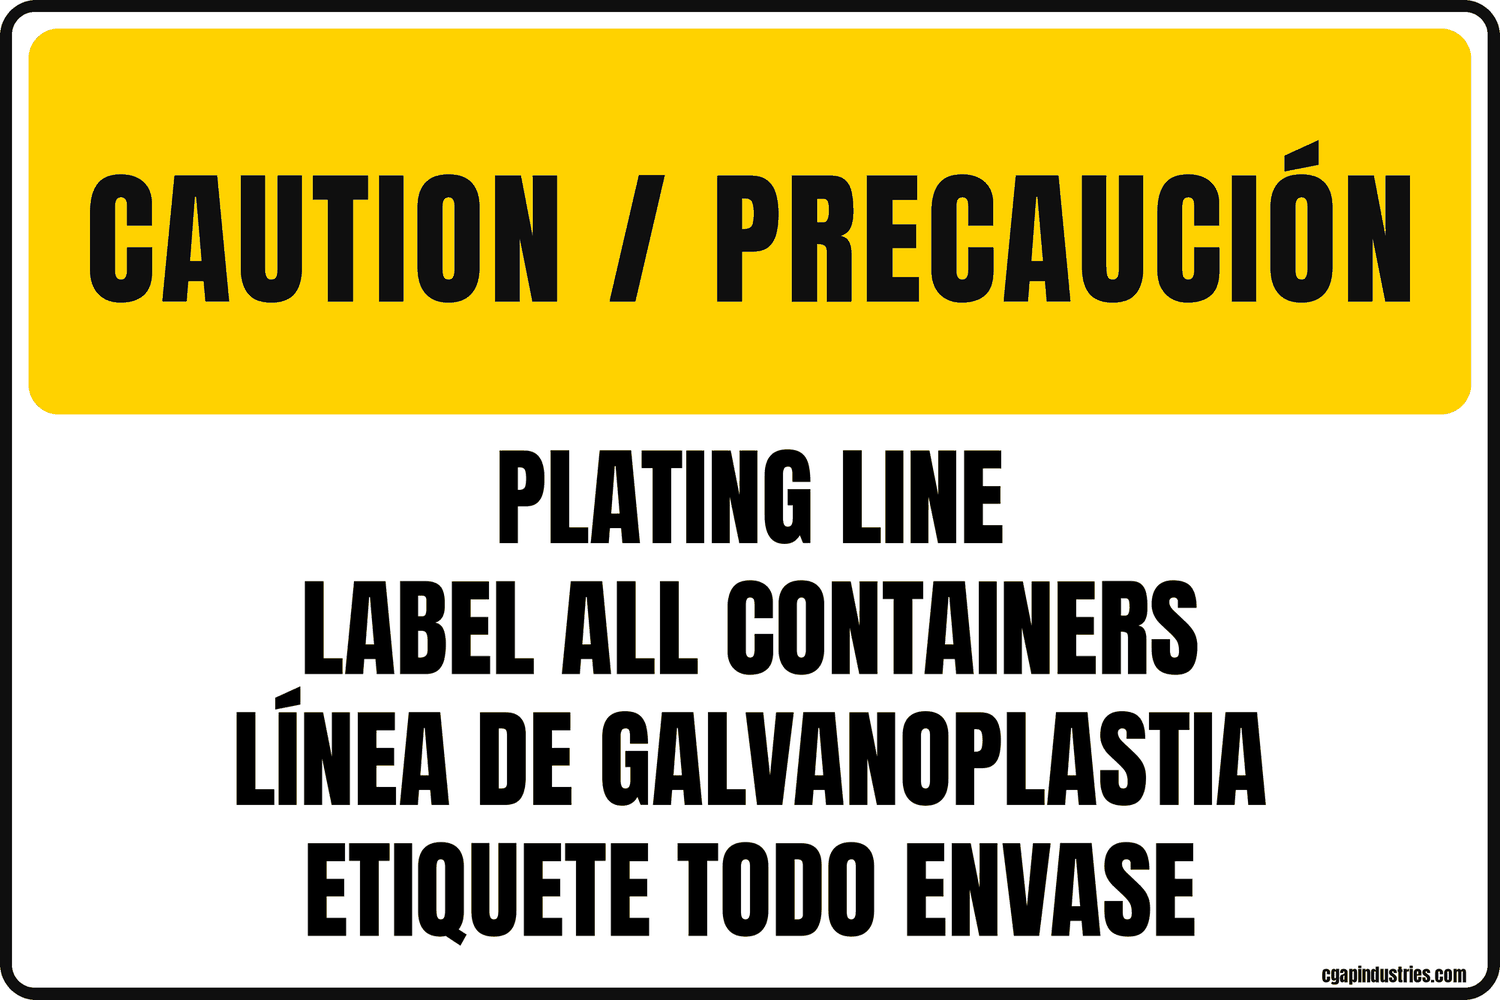 CAUTION / PRECAUCIÓN
PLATING LINE
LABEL ALL CONTAINERS
LÍNEA DE GALVANOPLASTIA
ETIQUETE TODO ENVASE
cgapindustries.com